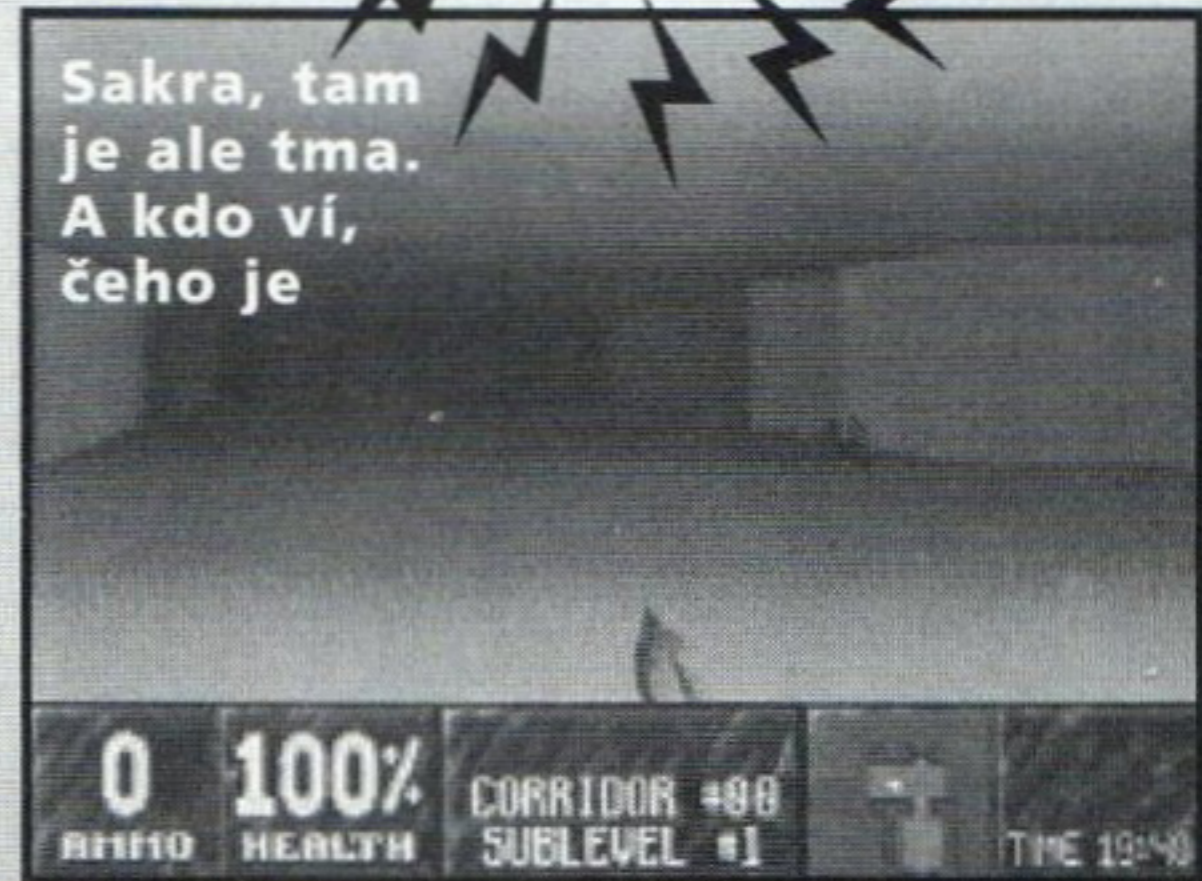 Sakra, tam
je ale tma.
A kdo ví,
čeho je
0 100%
AMMO HEALTH
CORRIDOR #00
SUBLEVEL #1
TIME 19:40